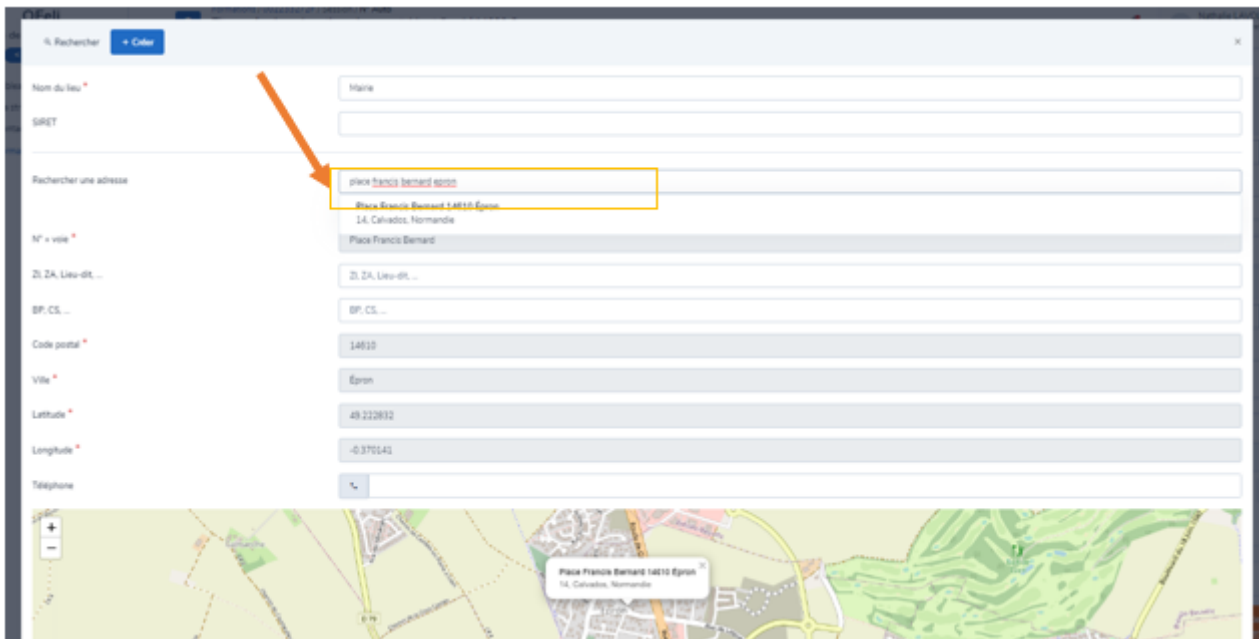 OFeli
Rechercher
+ Créer
×
Nom du lieu *
Mairie
SIRET
Rechercher une adresse
place francis bernard epron
Place Francis Bernard 14610 Épron
14, Calvados, Normandie
N° + voie *
Place Francis Bernard
ZI, ZA, Lieu-dit, ...
ZI, ZA, Lieu-dit, ...
BP, CS, ...
BP, CS, ...
Code postal *
14610
Ville *
Épron
Latitude *
49.222832
Longitude *
-0.370141
Téléphone
+
−
Place Francis Bernard 14610 Épron
×
14, Calvados, Normandie